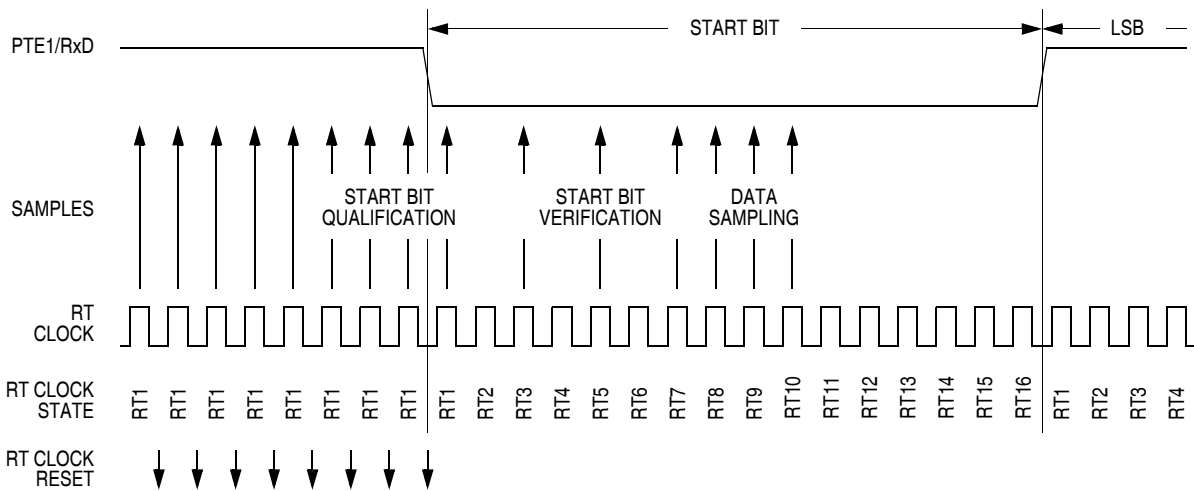 START BIT
LSB
PTE1/RxD
SAMPLES
START BIT
QUALIFICATION
START BIT
VERIFICATION
DATA
SAMPLING
RT
CLOCK
RT CLOCK
STATE
RT1 RT1 RT1 RT1 RT1 RT1 RT1 RT1 RT1 RT2 RT3 RT4 RT5 RT6 RT7 RT8 RT9 RT10 RT11 RT12 RT13 RT14 RT15 RT16 RT1 RT2 RT3 RT4
RT CLOCK
RESET